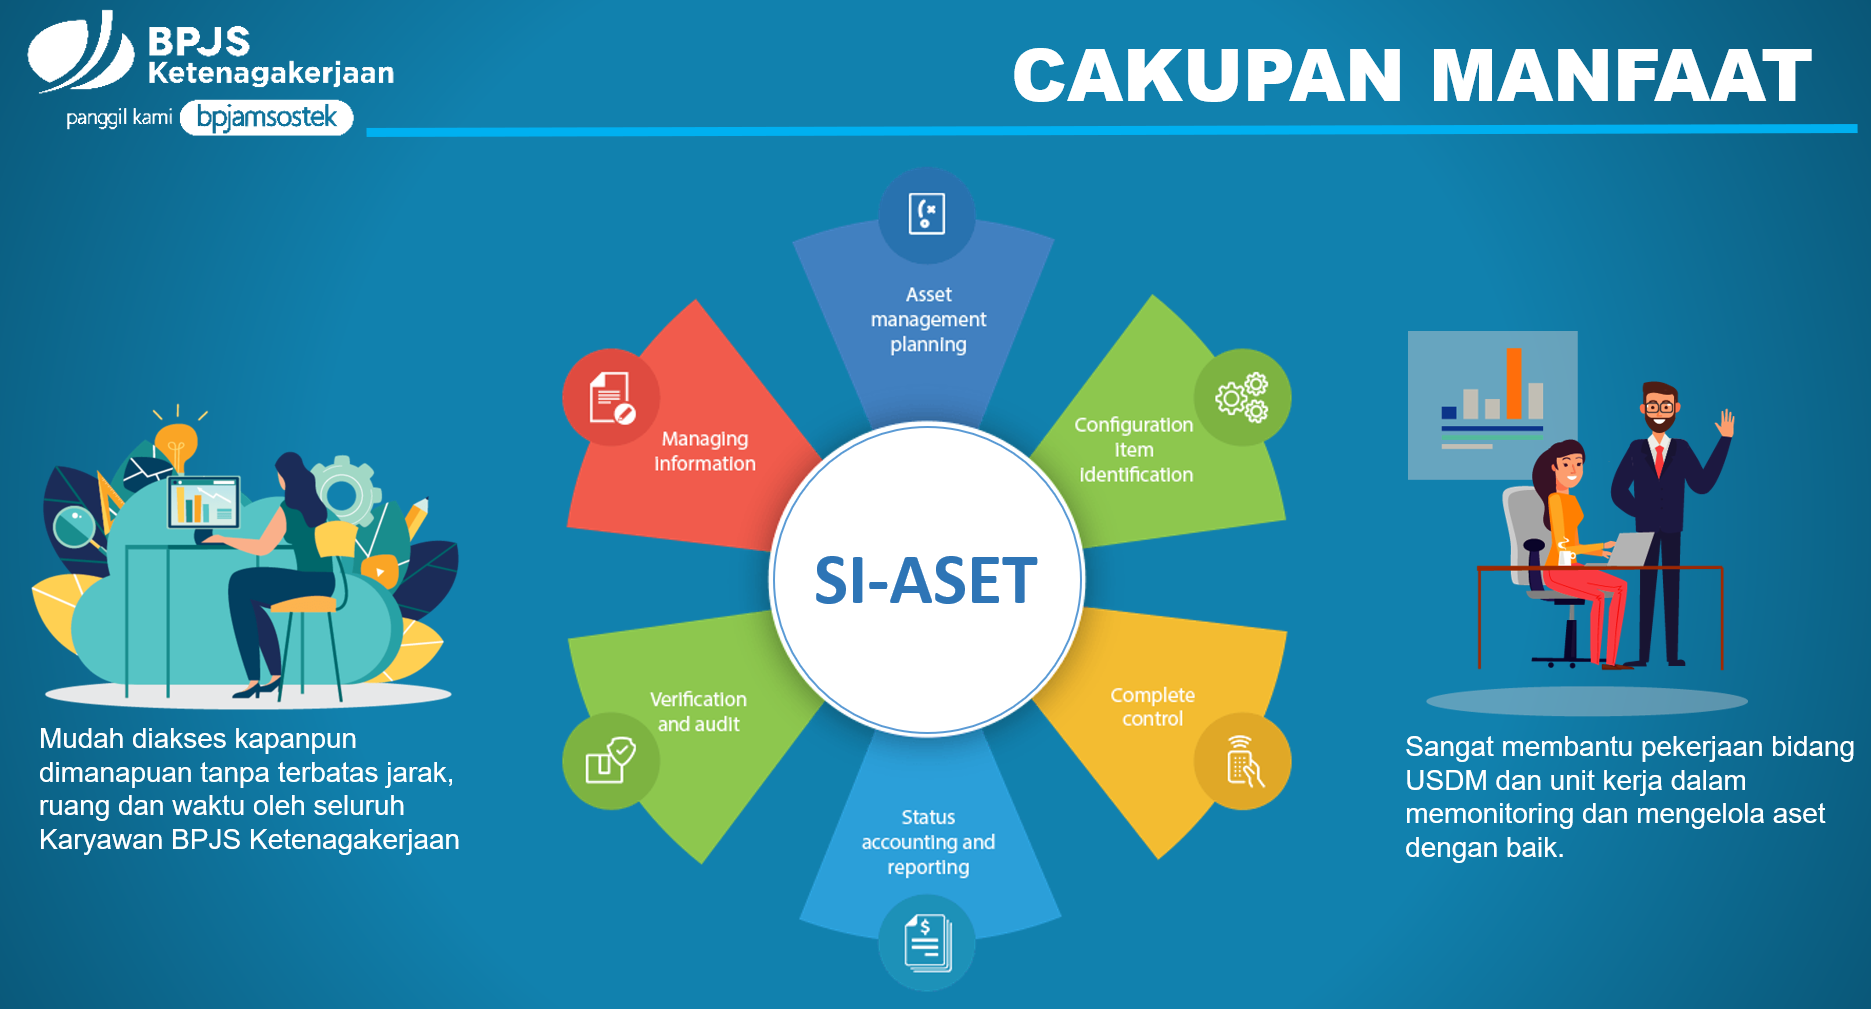 BPJS
Ketenagakerjaan
panggil kami bpjamsostek
CAKUPAN MANFAAT
Asset
management
planning
Managing
information
Configuration
Item
identification
SI-ASET
Verification
and audit
Complete
control
Status
accounting and
reporting
Mudah diakses kapanpun
dimanapuan tanpa terbatas jarak,
ruang dan waktu oleh seluruh
Karyawan BPJS Ketenagakerjaan
Sangat membantu pekerjaan bidang
USDM dan unit kerja dalam
memonitoring dan mengelola aset
dengan baik.